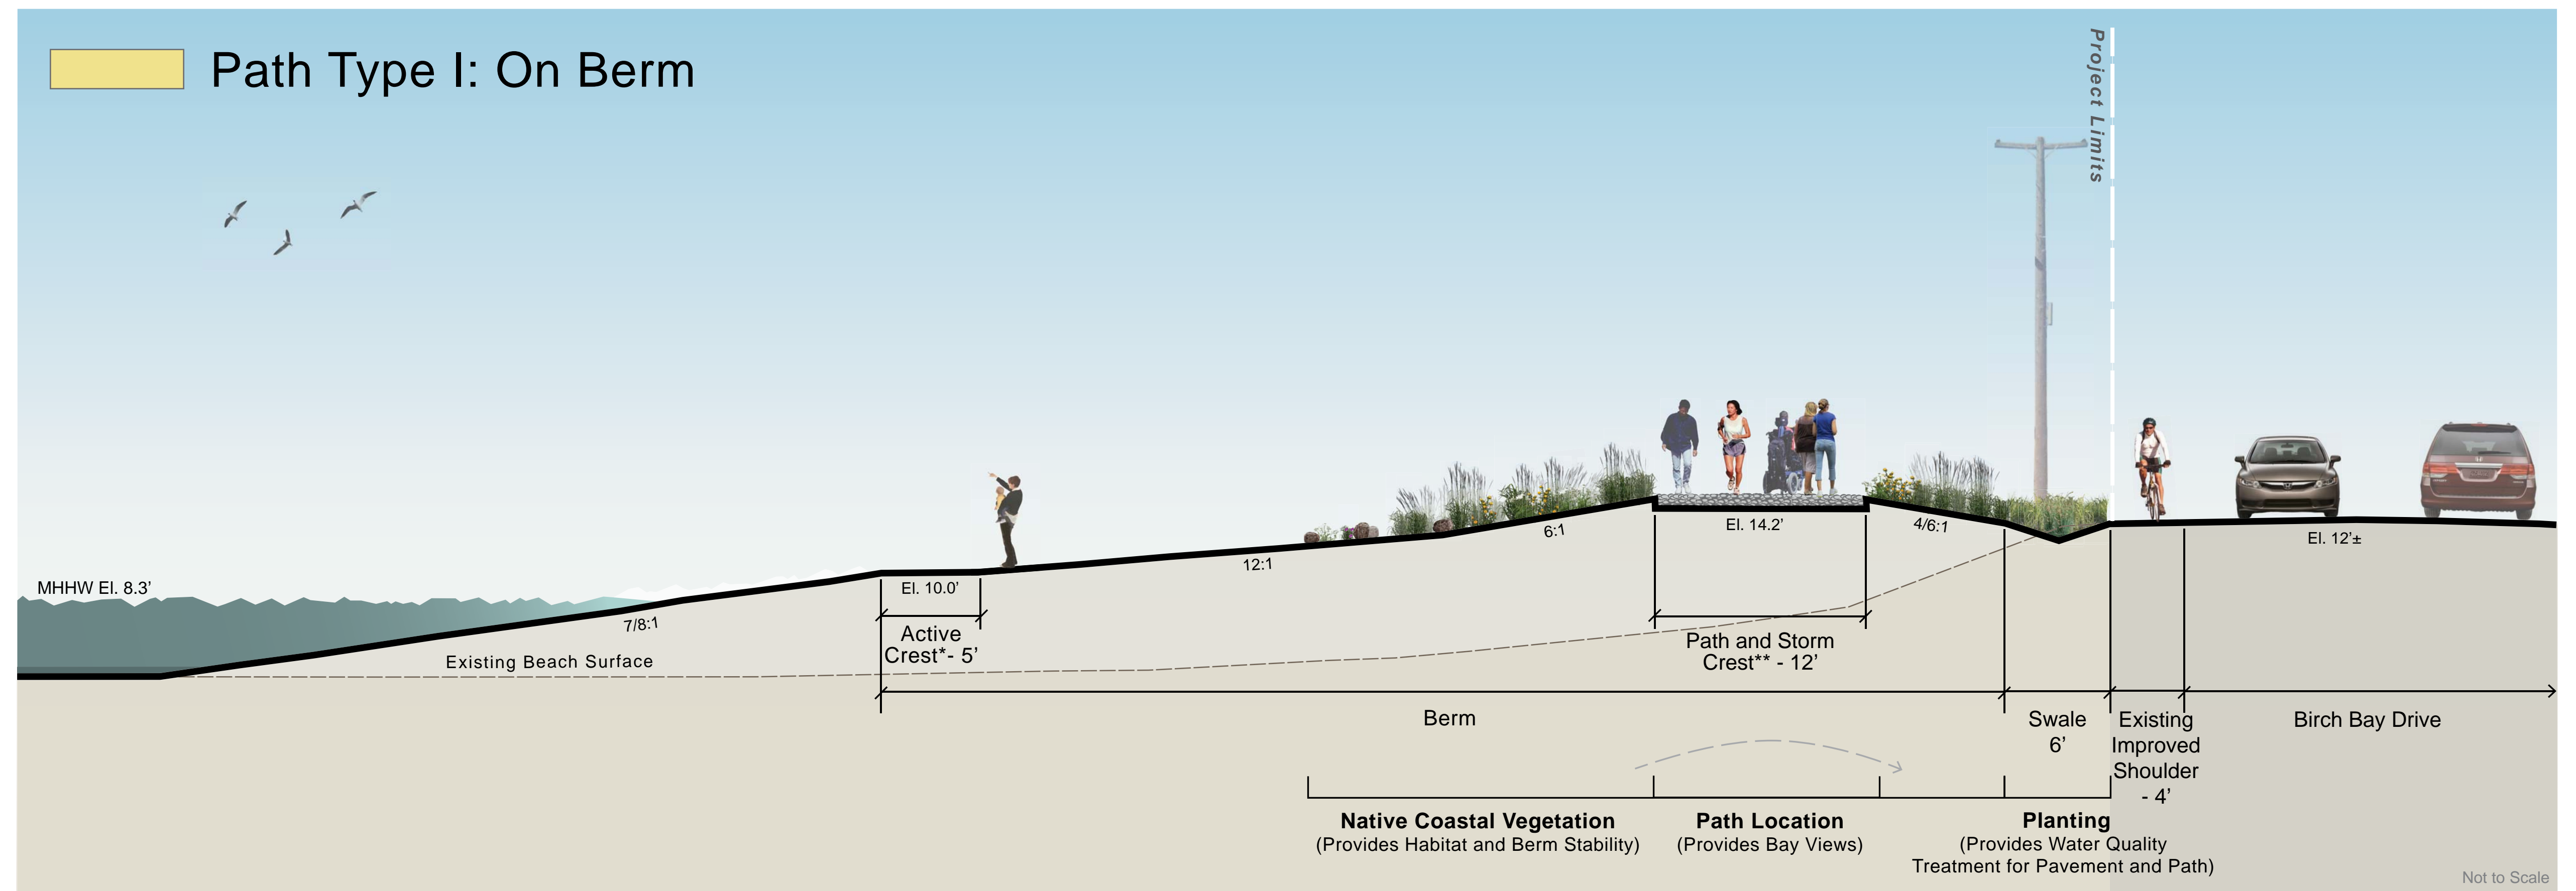 Path Type I: On Berm
Project Limits
MHHW El. 8.3’
7/8:1
Existing Beach Surface
El. 10.0’
Active
Crest*- 5’
12:1
6:1
El. 14.2’
Path and Storm
Crest** - 12’
4/6:1
El. 12’±
Berm
Swale
6’
Existing
Improved
Shoulder
- 4’
Birch Bay Drive
Native Coastal Vegetation
(Provides Habitat and Berm Stability)
Path Location
(Provides Bay Views)
Planting
(Provides Water Quality
Treatment for Pavement and Path)
Not to Scale